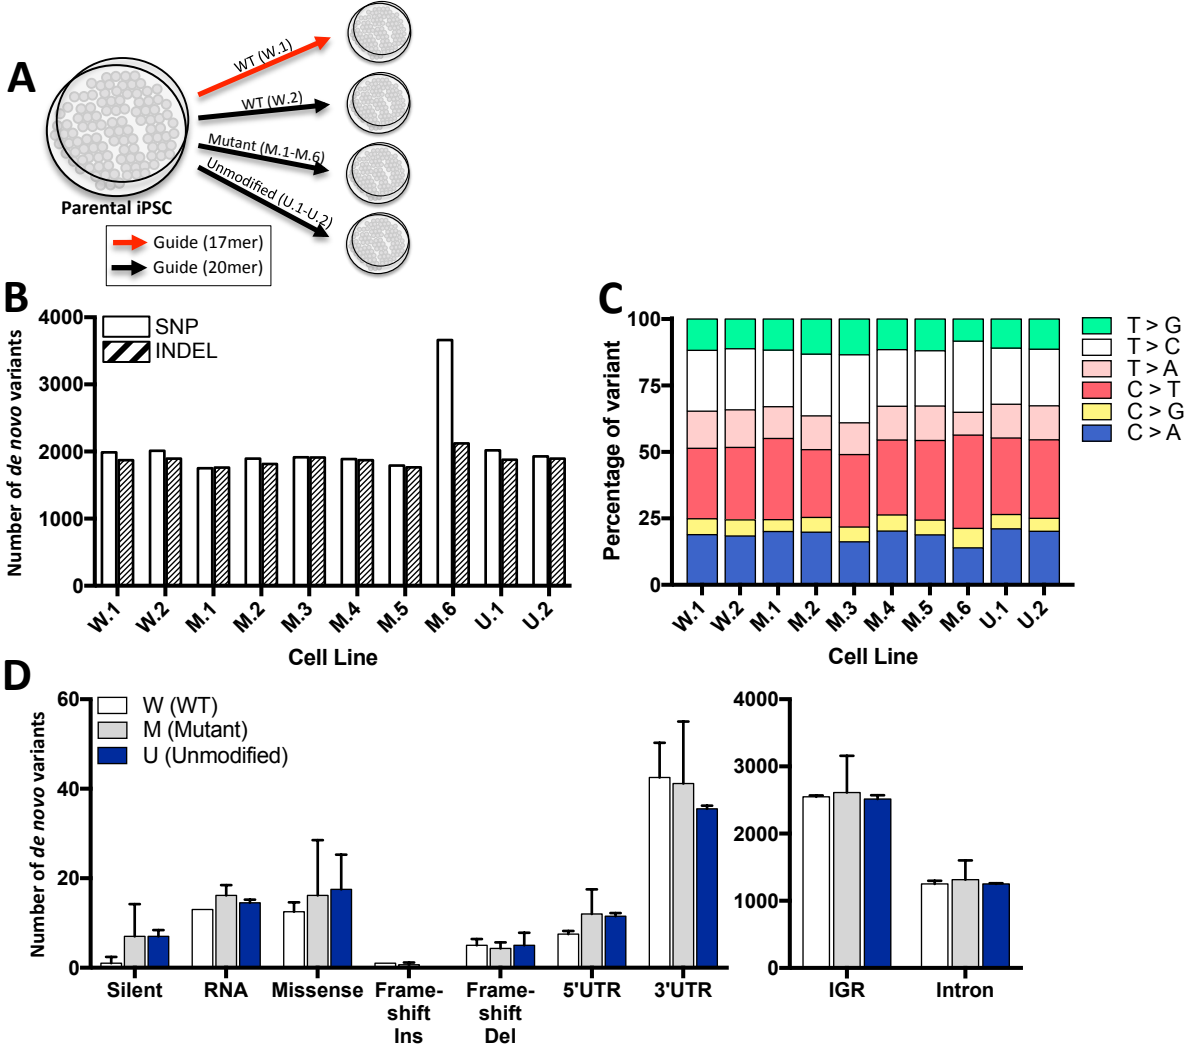 A
WT (W.1)
WT (W.2)
Mutant (M.1-M.6)
Unmodified (U.1-U.2)
Parental iPSC
Guide (17mer)
Guide (20mer)
B
Number of de novo variants
4000
3000
2000
1000
0
SNP
INDEL
W.1 W.2 M.1 M.2 M.3 M.4 M.5 M.6 U.1 U.2
Cell Line
C
Percentage of variant
100
75
50
25
0
T > G
T > C
T > A
C > T
C > G
C > A
W.1 W.2 M.1 M.2 M.3 M.4 M.5 M.6 U.1 U.2
Cell Line
D
Number of de novo variants
60
40
20
0
W (WT)
M (Mutant)
U (Unmodified)
Silent RNA Missense Frame- Frame- 5'UTR 3'UTR
shift shift
Ins Del
4000
3000
2000
1000
0
IGR Intron